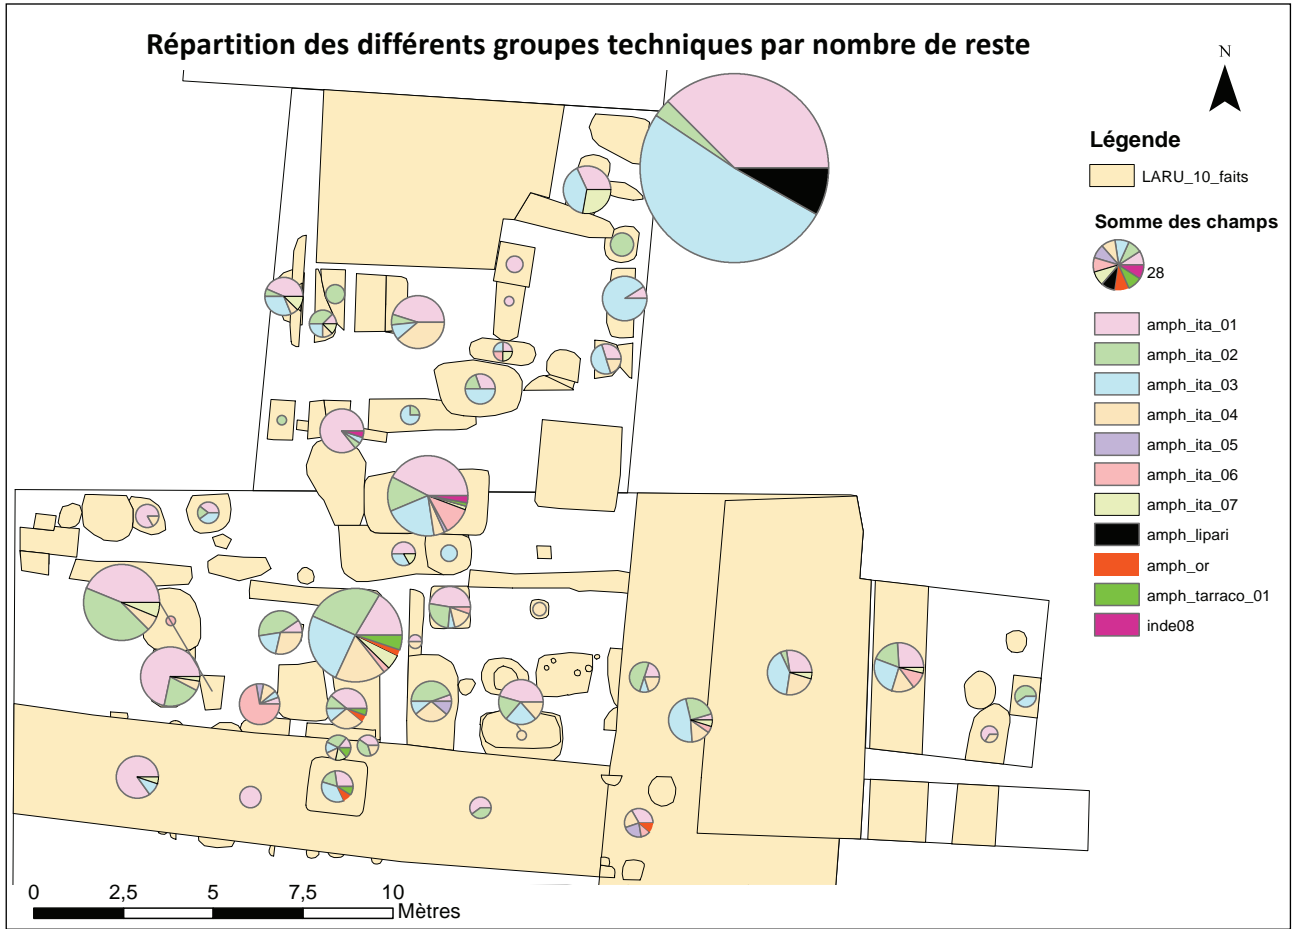 Répartition des différents groupes techniques par nombre de reste
N
Légende
LARU_10_faits
Somme des champs
28
amph_ita_01
amph_ita_02
amph_ita_03
amph_ita_04
amph_ita_05
amph_ita_06
amph_ita_07
amph_lipari
amph_or
amph_tarraco_01
inde08
0 2,5 5 7,5 10
Mètres